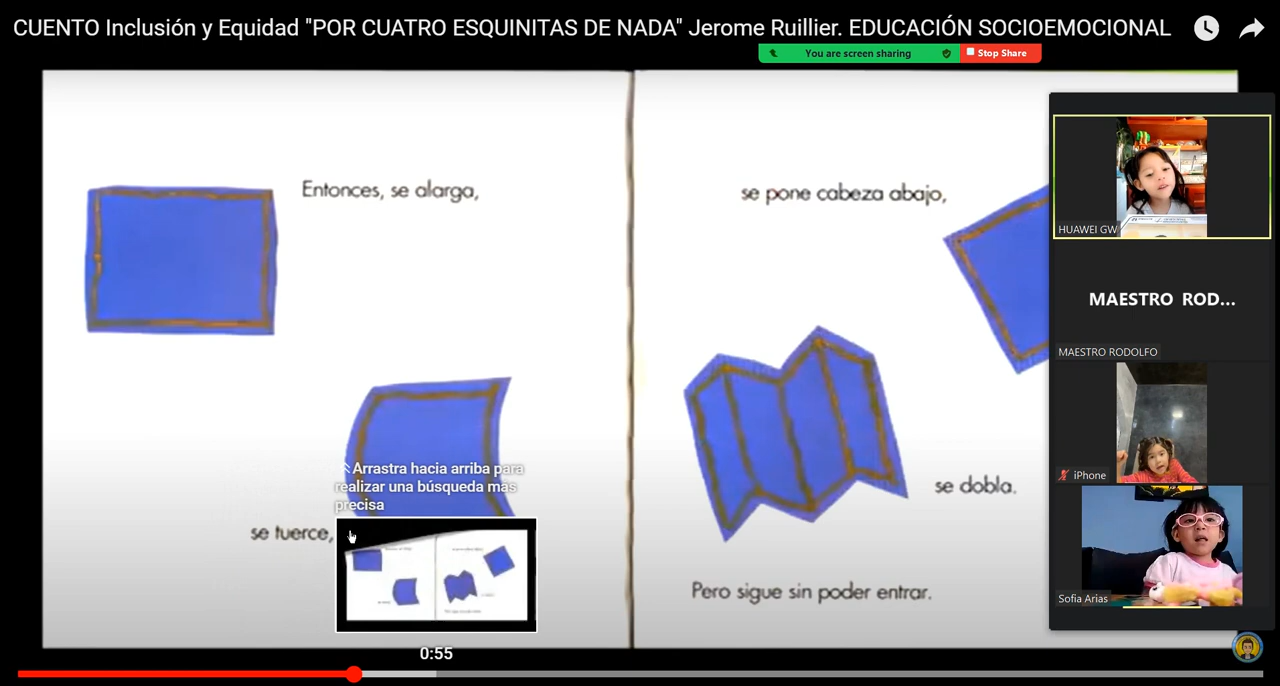 CUENTO Inclusión y Equidad "POR CUATRO ESQUINITAS DE NADA" Jerome Ruillier. EDUCACIÓN SOCIOEMOCIONAL
You are screen sharing
Stop Share
Entonces, se alarga,
se pone cabeza abajo,
HUAWEI GW
MAESTRO ROD...
MAESTRO RODOLFO
iPhone
Arrastra hacia arriba para
realizar una búsqueda más
precisa
se tuerce,
se dobla.
Pero sigue sin poder entrar.
Sofia Arias
0:55